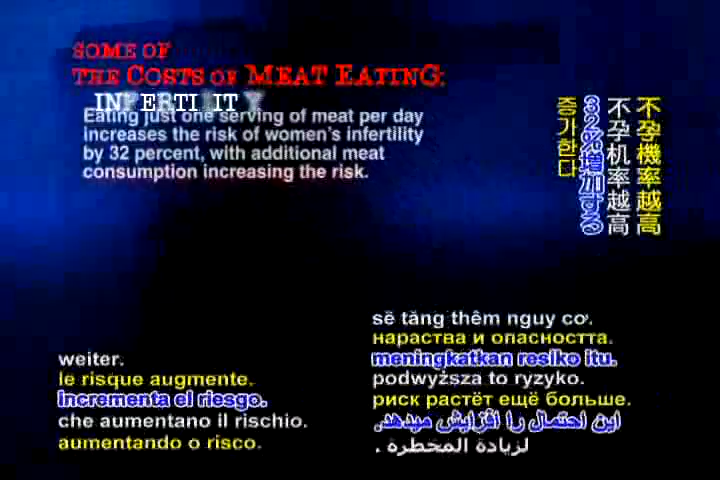 SOME OF
THE COSTS OF MEAT EATING:
INFERTILITY
Eating just one serving of meat per day
increases the risk of women's infertility
by 32 percent, with additional meat
consumption increasing the risk.
不孕機率越高
不孕机率越高
32%増加する
증가한다
weiter.
le risque augmente.
incrementa el riesgo.
che aumentano il rischio.
aumentando o risco.
sẽ tăng thêm nguy cơ.
нараства и опасността.
meningkatkan resiko itu.
podwyższa to ryzyko.
риск растёт ещё больше.
این احتمال را افزایش میدهد.
لزيادة المخطرة .